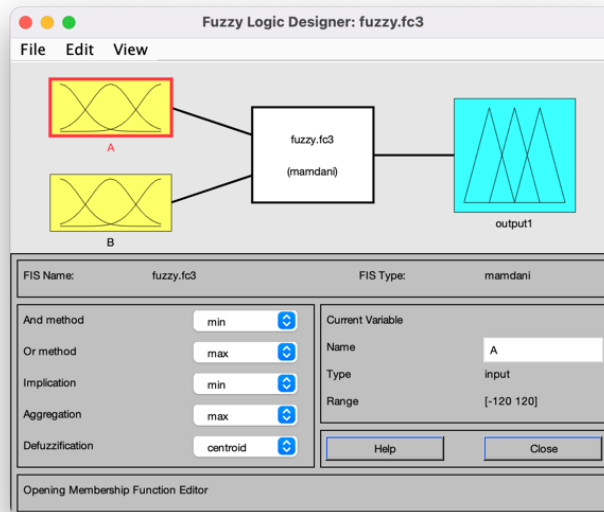 Fuzzy Logic Designer: fuzzy.fc3
File Edit View
A
B
fuzzy.fc3
(mamdani)
output1
FIS Name: fuzzy.fc3 FIS Type: mamdani
And method min
Or method max
Implication min
Aggregation max
Defuzzification centroid
Current Variable
Name A
Type input
Range [-120 120]
Help Close
Opening Membership Function Editor